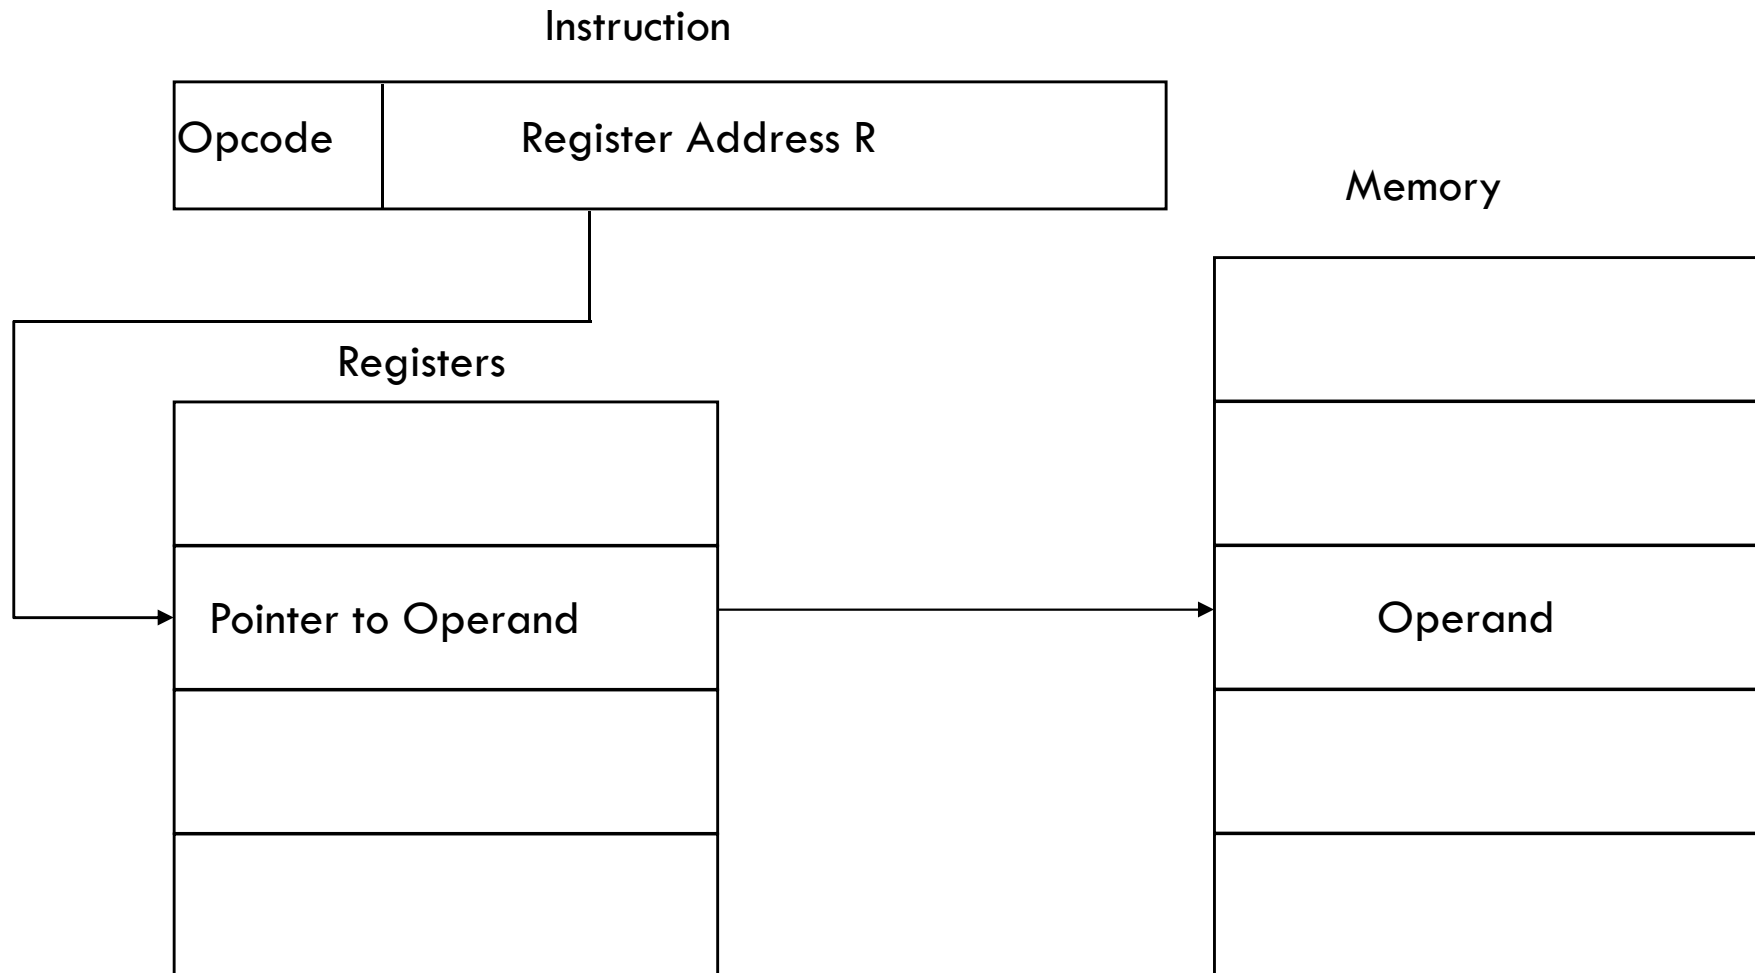 Instruction
Opcode
Register Address R
Memory
Registers
Pointer to Operand
Operand